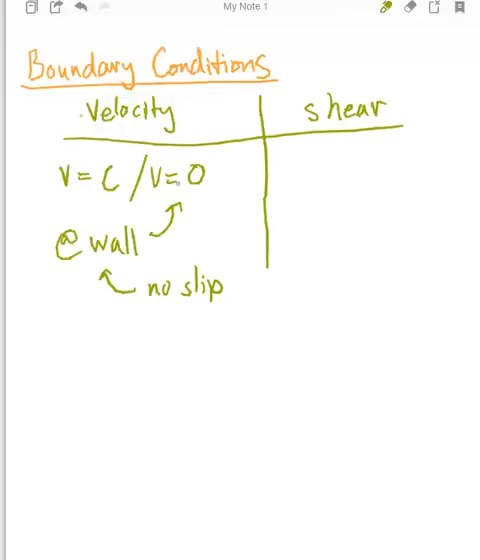 My Note 1
Boundary Conditions
Velocity
shear
V = C / V = 0
@ wall
no slip